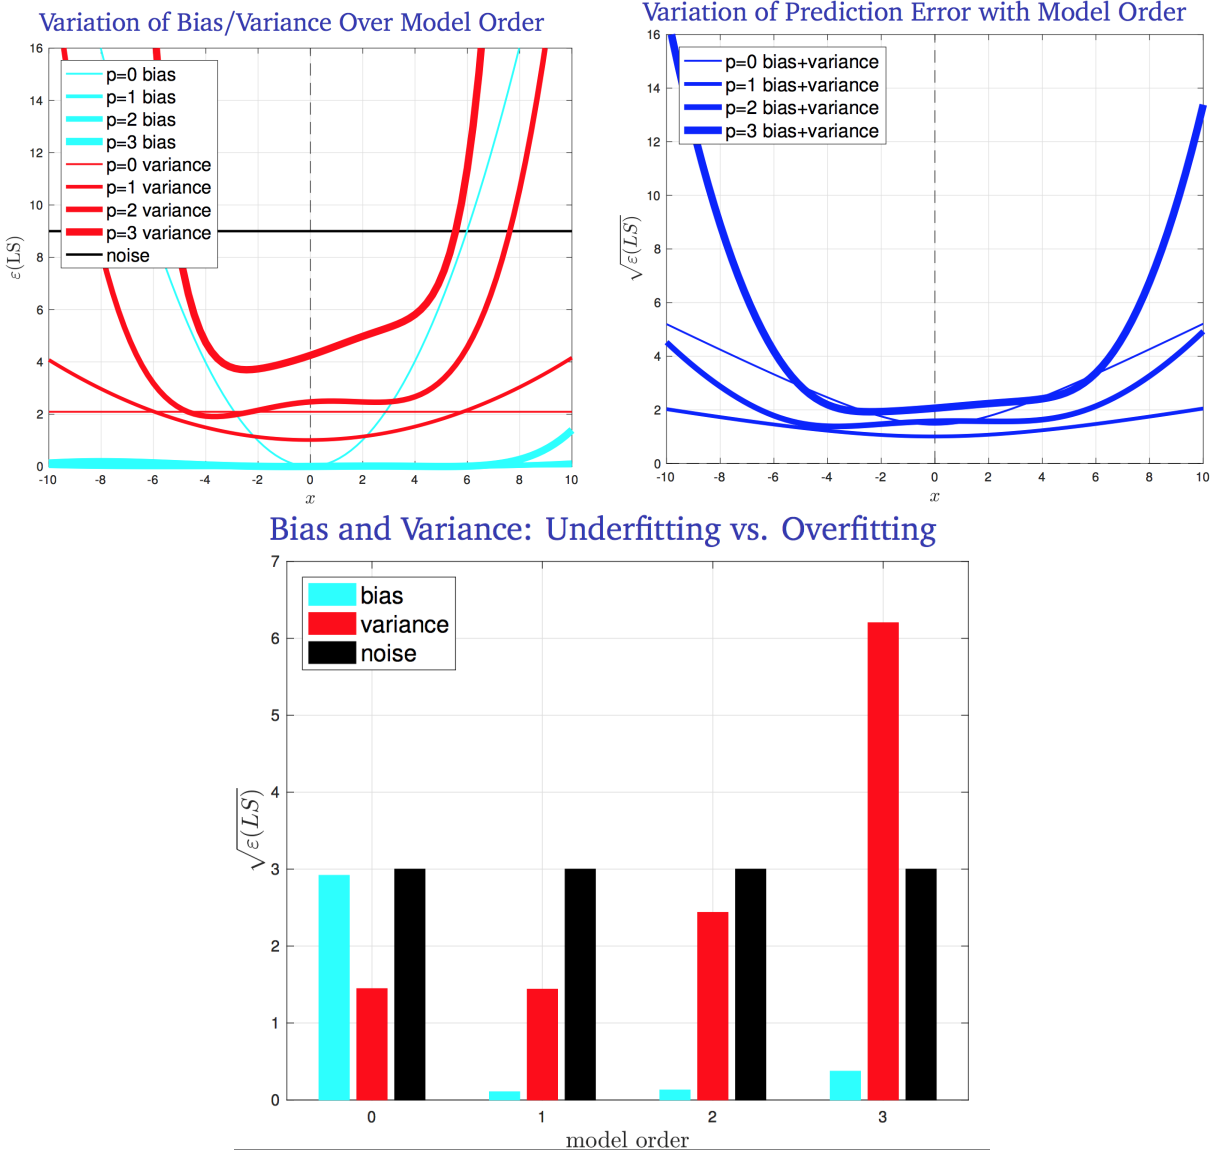 Variation of Bias/Variance Over Model Order
16
14
12
10
8
6
4
2
0
ε(LS)
p=0 bias
p=1 bias
p=2 bias
p=3 bias
p=0 variance
p=1 variance
p=2 variance
p=3 variance
noise
-10 -8 -6 -4 -2 0 2 4 6 8 10
x
Variation of Prediction Error with Model Order
16
14
12
10
8
6
4
2
0
√ε(LS)
p=0 bias+variance
p=1 bias+variance
p=2 bias+variance
p=3 bias+variance
-10 -8 -6 -4 -2 0 2 4 6 8 10
x
Bias and Variance: Underfitting vs. Overfitting
7
6
5
4
3
2
1
0
√ε(LS)
bias
variance
noise
0 1 2 3
model order